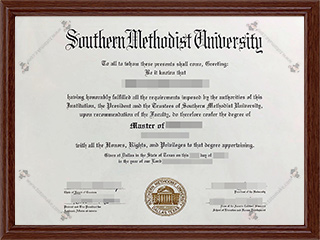 Southern Methodist University
To all to whom these presents shall come, Greeting:
Be it known that
having honorably fulfilled all the requirements imposed by the authorities of this
Institution, the President and the Trustees of Southern Methodist University,
upon recommendation of the Faculty, do therefore confer the degree of
Master of
with all the Honors, Rights, and Privileges to that degree appertaining.
Given at Dallas in the State of Texas on this day of
in the year of our Lord